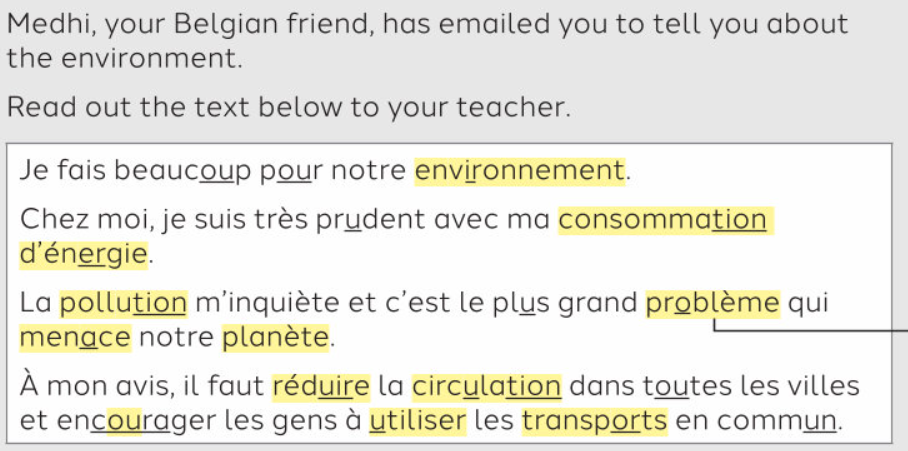 Medhi, your Belgian friend, has emailed you to tell you about
the environment.
Read out the text below to your teacher.
Je fais beaucoup pour notre environnement.
Chez moi, je suis très prudent avec ma consommation
d'énergie.
La pollution m'inquiète et c'est le plus grand problème qui
menace notre planète.
À mon avis, il faut réduire la circulation dans toutes les villes
et encourager les gens à utiliser les transports en commun.